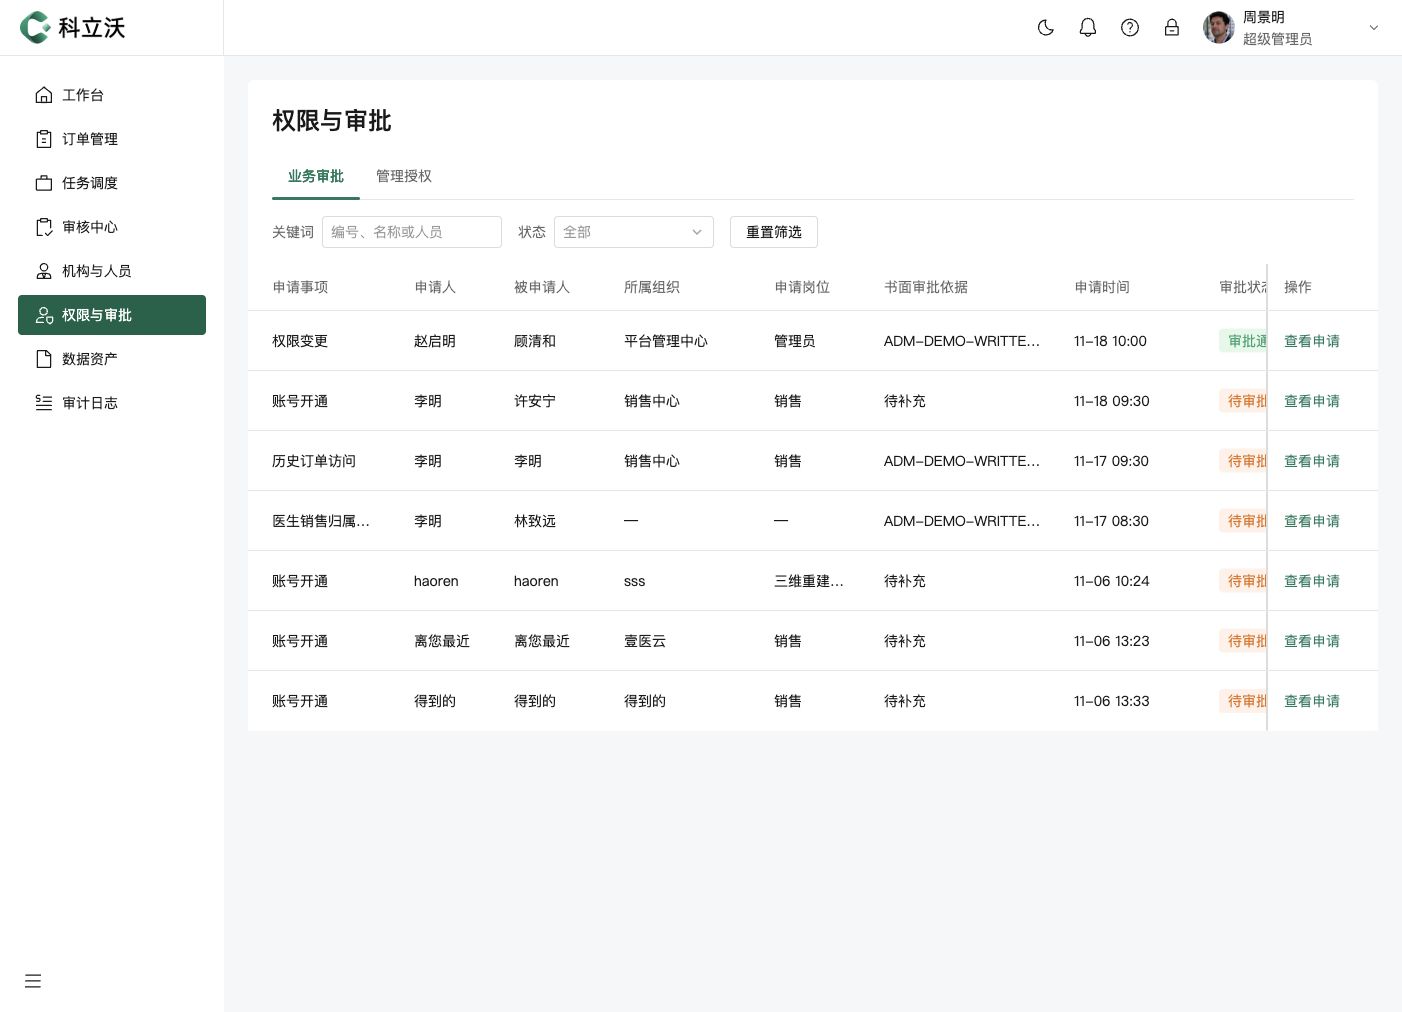 科立沃
周景明
超级管理员
工作台
订单管理
任务调度
审核中心
机构与人员
权限与审批
数据资产
审计日志
权限与审批
业务审批 管理授权
关键词 编号、名称或人员 状态 全部 重置筛选
申请事项 申请人 被申请人 所属组织 申请岗位 书面审批依据 申请时间 审批状 操作
权限变更 赵启明 顾清和 平台管理中心 管理员 ADM-DEMO-WRITTE... 11-18 10:00 审批通 查看申请
账号开通 李明 许安宁 销售中心 销售 待补充 11-18 09:30 待审批 查看申请
历史订单访问 李明 李明 销售中心 销售 ADM-DEMO-WRITTE... 11-17 09:30 待审批 查看申请
医生销售归属... 李明 林致远 — — ADM-DEMO-WRITTE... 11-17 08:30 待审批 查看申请
账号开通 haoren haoren sss 三维重建... 待补充 11-06 10:24 待审批 查看申请
账号开通 离您最近 离您最近 壹医云 销售 待补充 11-06 13:23 待审批 查看申请
账号开通 得到的 得到的 得到的 销售 待补充 11-06 13:33 待审批 查看申请